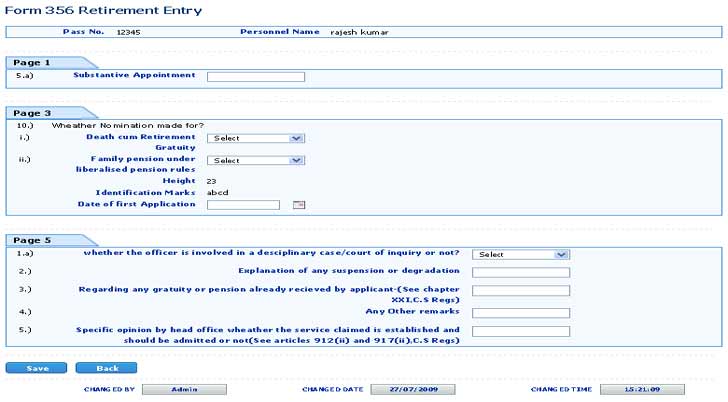 Form 356 Retirement Entry
Pass No. 12345 Personnel Name rajesh kumar
Page 1
5.a) Substantive Appointment
Page 3
10.) Wheather Nomination made for?
i.) Death cum Retirement Select
Gratuity
ii.) Family pension under Select
liberalised pension rules
Height 23
Identification Marks abcd
Date of first Application
Page 5
1.a) whether the officer is involved in a desciplinary case/court of inquiry or not? Select
2.) Explanation of any suspension or degradation
3.) Regarding any gratuity or pension already recieved by applicant-(See chapter
XXI,C.S Regs)
4.) Any Other remarks
5.) Specific opinion by head office wheather the service claimed is established and
should be admitted or not(See articles 912(ii) and 917(ii),C.S Regs)
Save Back
CHANGED BY Admin CHANGED DATE 27/07/2009 CHANGED TIME 15:21:09